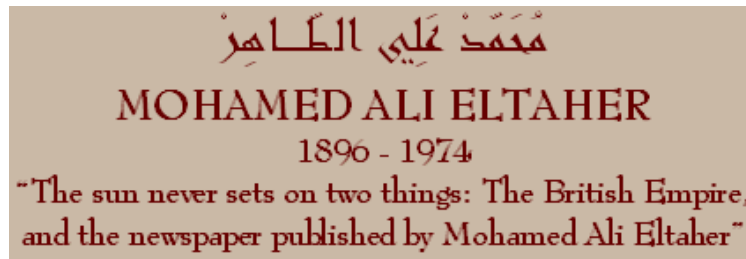 مُحَمَّدْ عَلِي الطَّــاهِرْ
MOHAMED ALI ELTAHER
1896 - 1974
“The sun never sets on two things: The British Empire,
and the newspaper published by Mohamed Ali Eltaher”